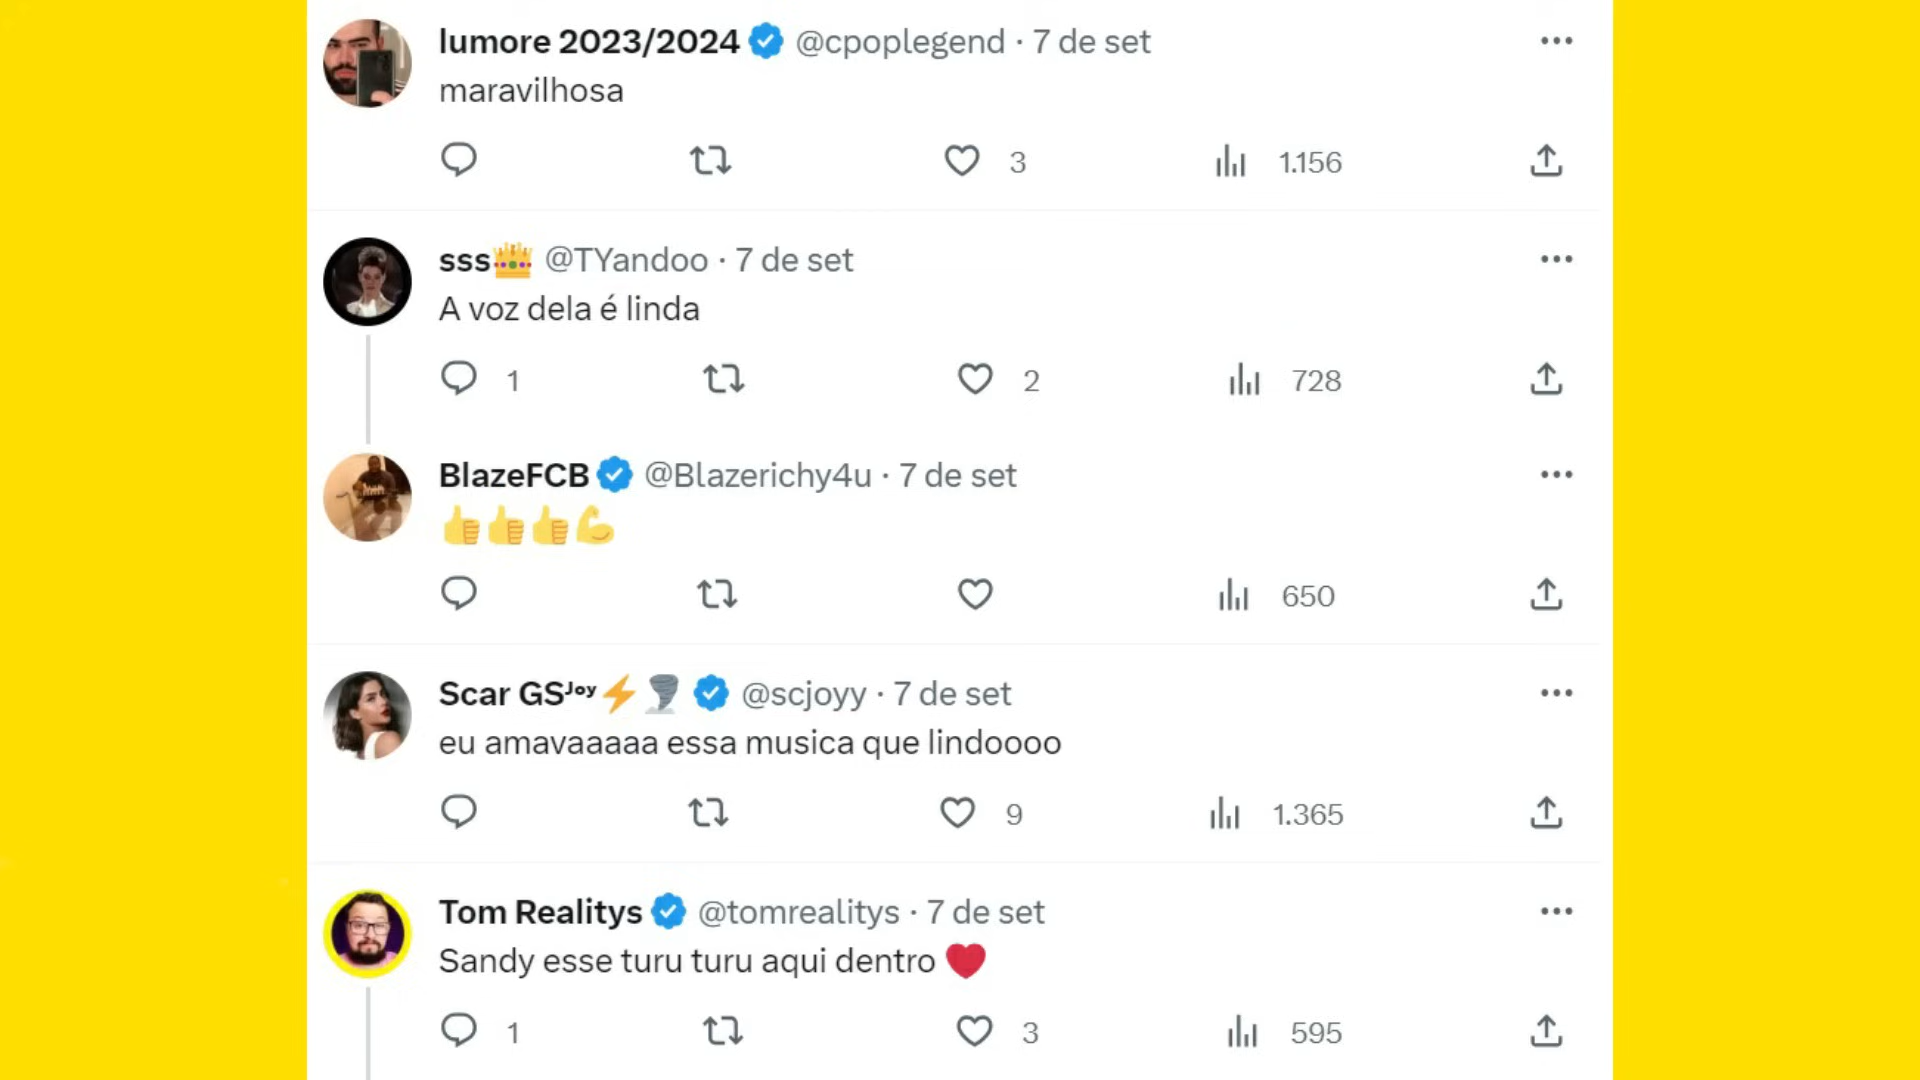 lumore 2023/2024 @cpoplegend · 7 de set
maravilhosa
3 1.156
sss👑 @TYandoo · 7 de set
A voz dela é linda
1 2 728
BlazeFCB @Blazerichy4u · 7 de set
👍👍👍💪
650
Scar GSᴶᵒʸ⚡🌪️ @scjoyy · 7 de set
eu amavaaaaa essa musica que lindoooo
9 1.365
Tom Realitys @tomrealitys · 7 de set
Sandy esse turu turu aqui dentro ❤️
1 3 595